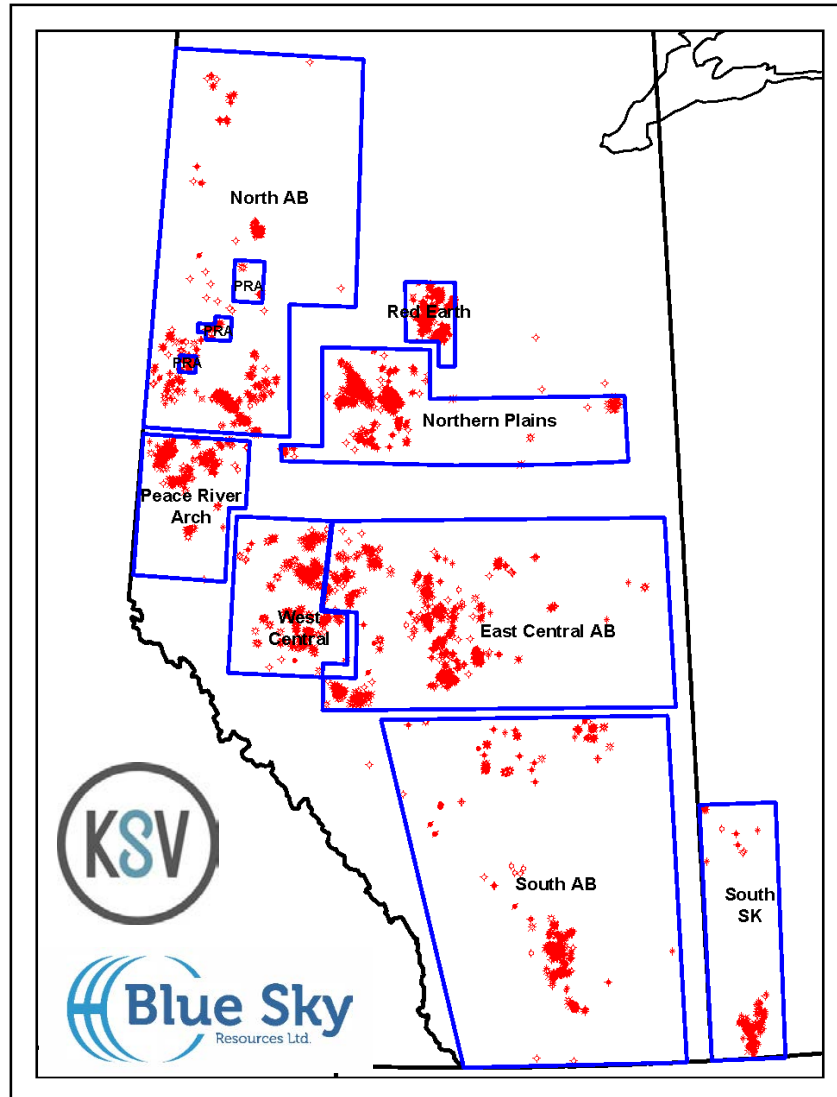 North AB
PRA
Red Earth
PRA
PRA
Northern Plains
Peace River
Arch
West
Central
East Central AB
KSV
South AB
South
SK
Blue Sky
Resources Ltd.